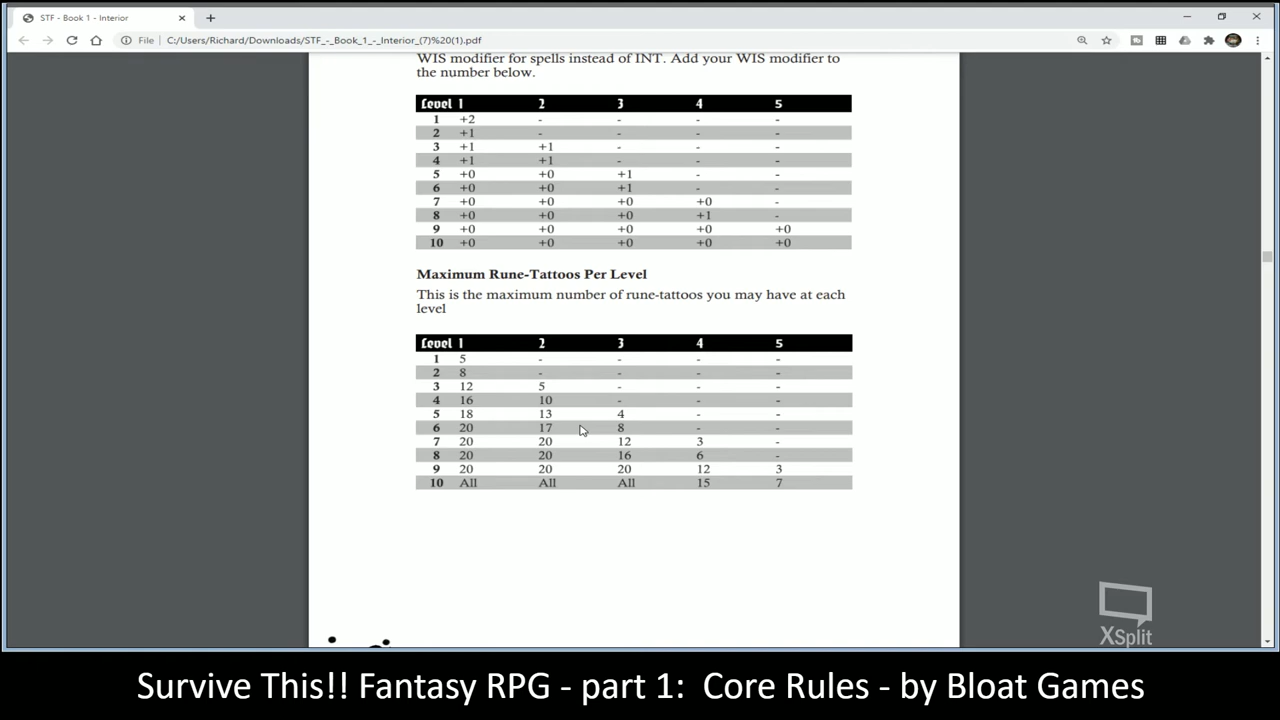 STF - Book 1 - Interior
File C:/Users/Richard/Downloads/STF_-_Book_1_-_Interior_(7)%20(1).pdf
WIS modifier for spells instead of INT. Add your WIS modifier to
the number below.
Level 1 2 3 4 5
1 +2 - - - -
2 +1 - - - -
3 +1 +1 - - -
4 +1 +1 - - -
5 +0 +0 +1 - -
6 +0 +0 +1 - -
7 +0 +0 +0 +0 -
8 +0 +0 +0 +1 -
9 +0 +0 +0 +0 +0
10 +0 +0 +0 +0 +0
Maximum Rune-Tattoos Per Level
This is the maximum number of rune-tattoos you may have at each
level
Level 1 2 3 4 5
1 5 - - - -
2 8 - - - -
3 12 5 - - -
4 16 10 - - -
5 18 13 4 - -
6 20 17 8 - -
7 20 20 12 3 -
8 20 20 16 6 -
9 20 20 20 12 3
10 All All All 15 7
XSplit
Survive This!! Fantasy RPG - part 1: Core Rules - by Bloat Games